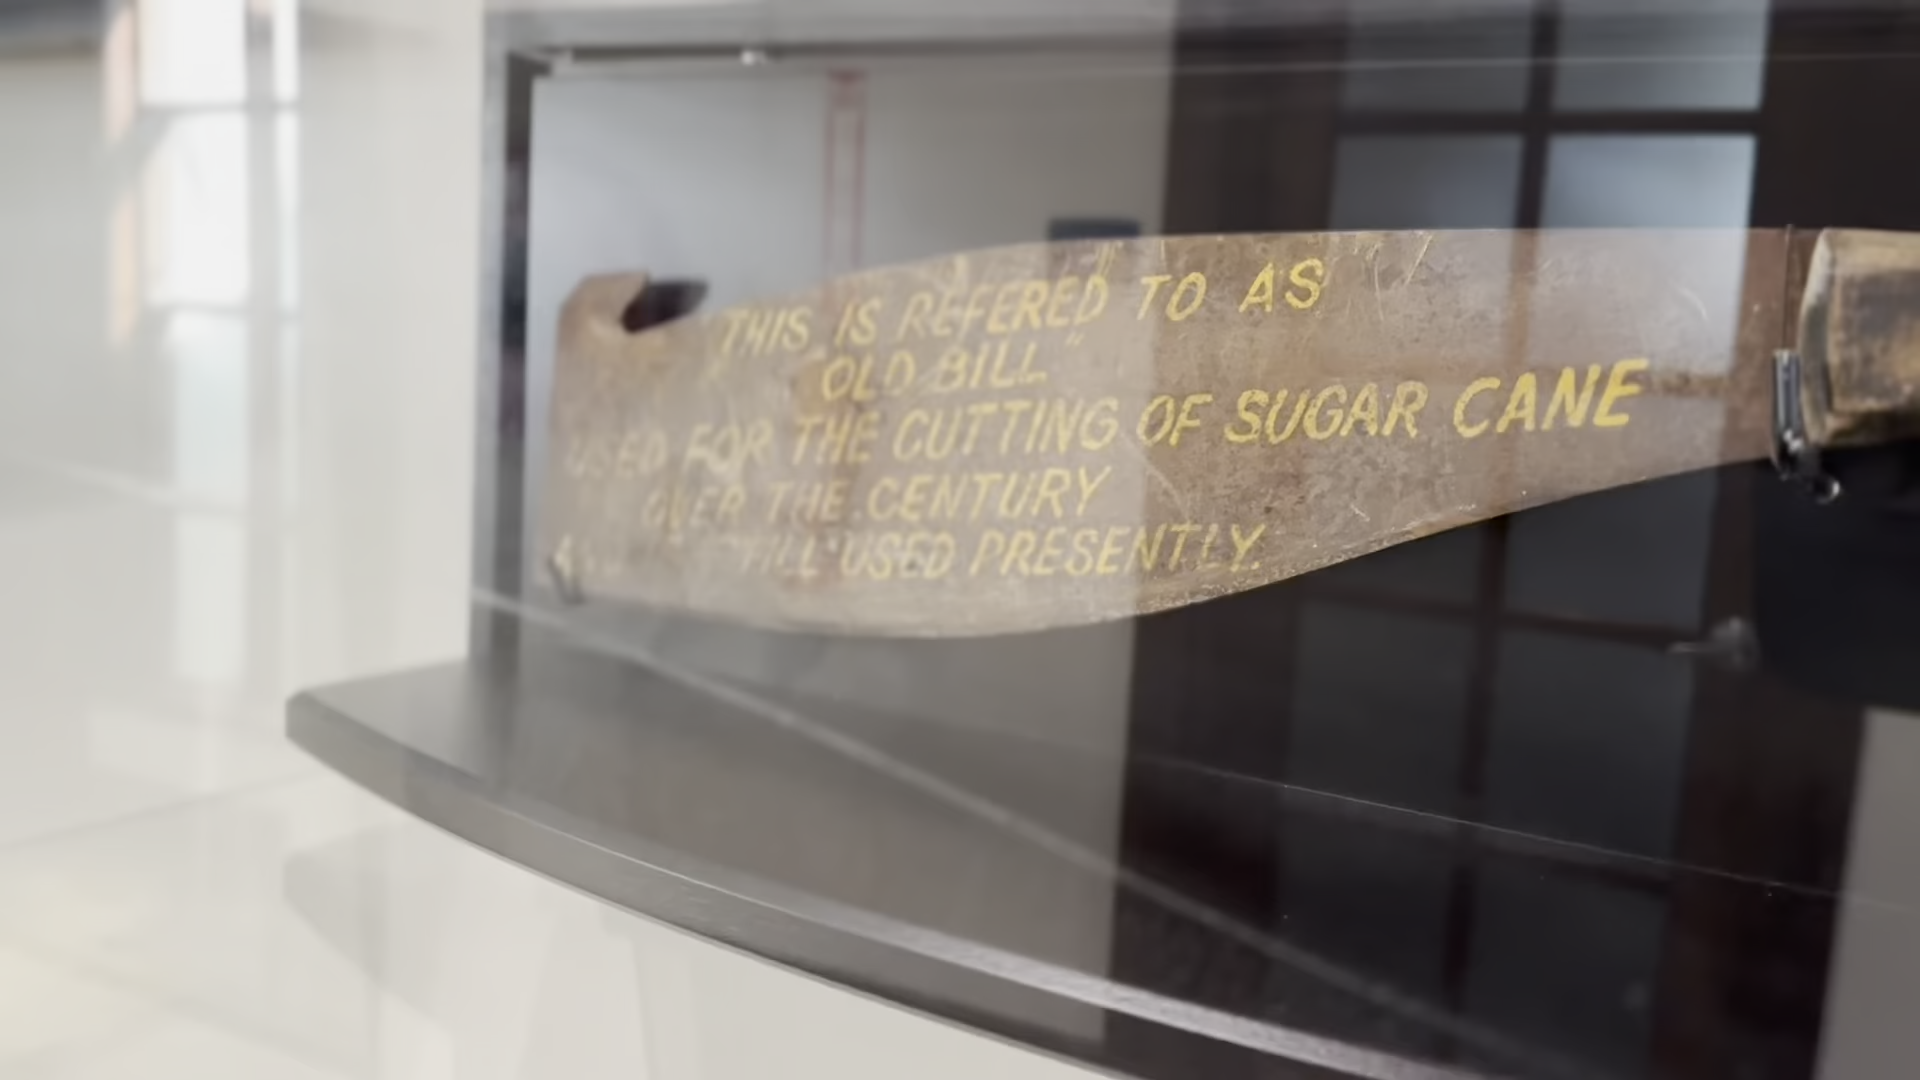 THIS IS REFERED TO AS
"OLD BILL"
USED FOR THE CUTTING OF SUGAR CANE
OVER THE CENTURY
USED PRESENTLY.